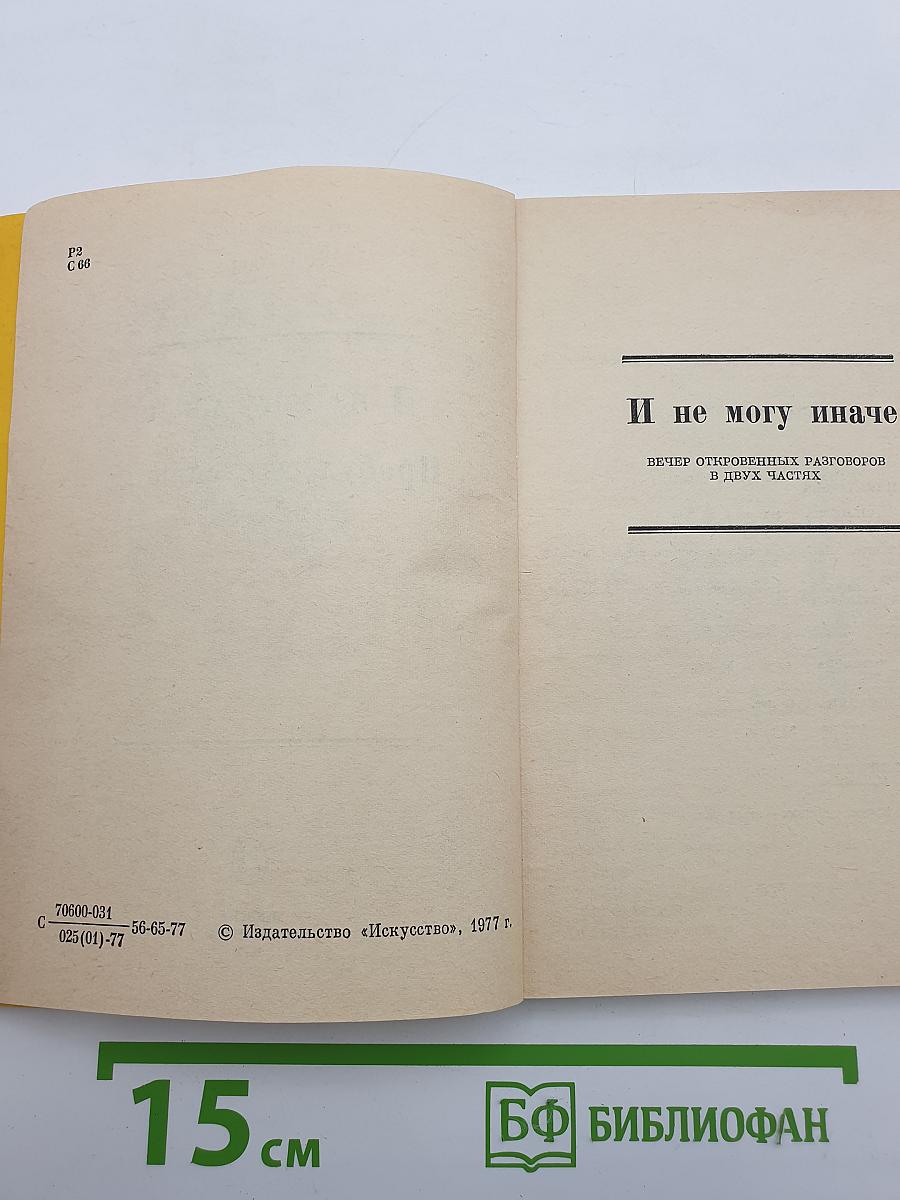 Р2
С 66
И не могу иначе
ВЕЧЕР ОТКРОВЕННЫХ РАЗГОВОРОВ
В ДВУХ ЧАСТЯХ
С 70600-031
025(01)-77
56-65-77
© Издательство «Искусство», 1977 г.
15 см
БФ БИБЛИОФАН